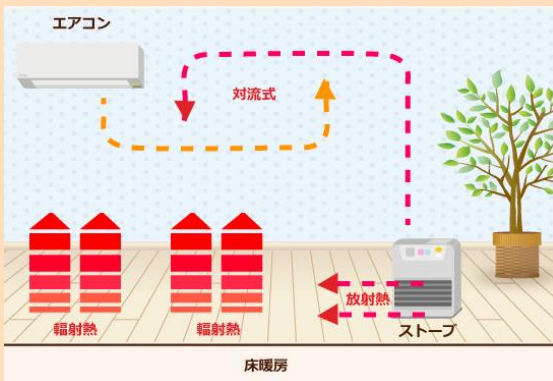 エアコン
対流式
放射熱
輻射熱
輻射熱
ストーブ
床暖房